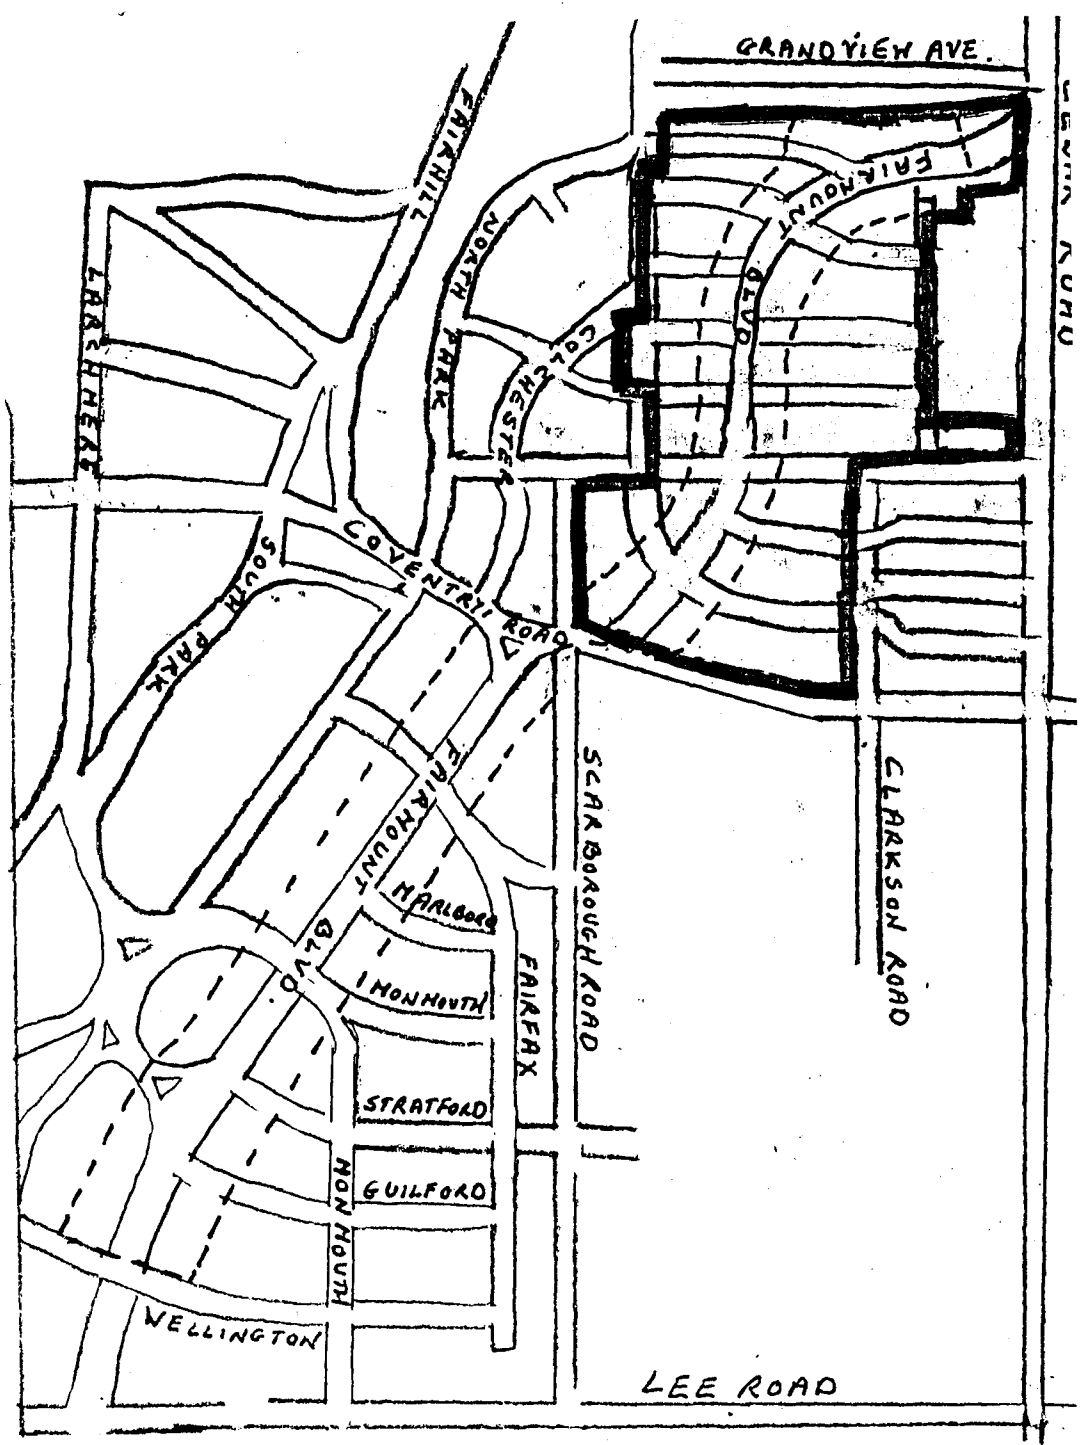 GRANDVIEW AVE.
FAIRHILL
FAIRMOUNT
BLVD
NORTH
PARK
COLCHESTER
LARCHMERE
COVENTRY ROAD
SOUTH
PARK
FAIRMOUNT
BLVD
SCARBOROUGH ROAD
CLARKSON ROAD
MARLBORO
MONMOUTH
FAIRFAX
STRATFORD
GUILFORD
MONMOUTH
WELLINGTON
LEE ROAD